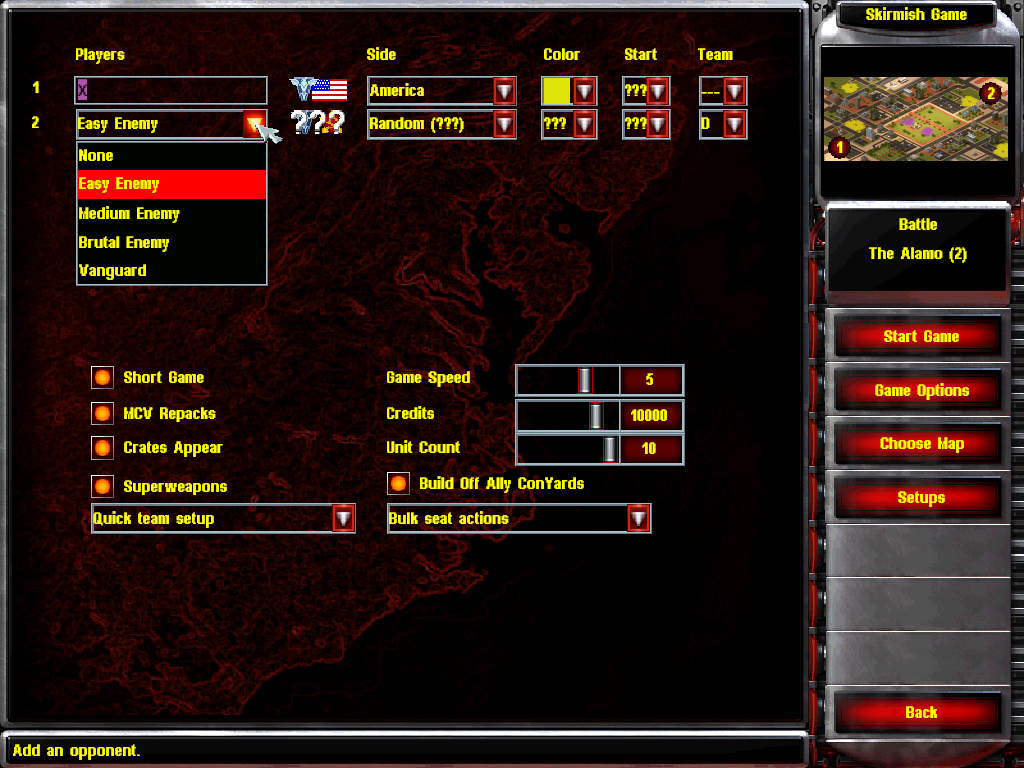 Skirmish Game
Players Side Color Start Team
1 X America ??? ---
2 Easy Enemy ??? Random (???) ??? ??? D
None
Easy Enemy
Medium Enemy
Brutal Enemy
Vanguard
2
1
Battle
The Alamo (2)
Short Game Game Speed 5
MCV Repacks Credits 10000
Crates Appear Unit Count 10
Superweapons Build Off Ally ConYards
Quick team setup Bulk seat actions
Start Game
Game Options
Choose Map
Setups
Back
Add an opponent.